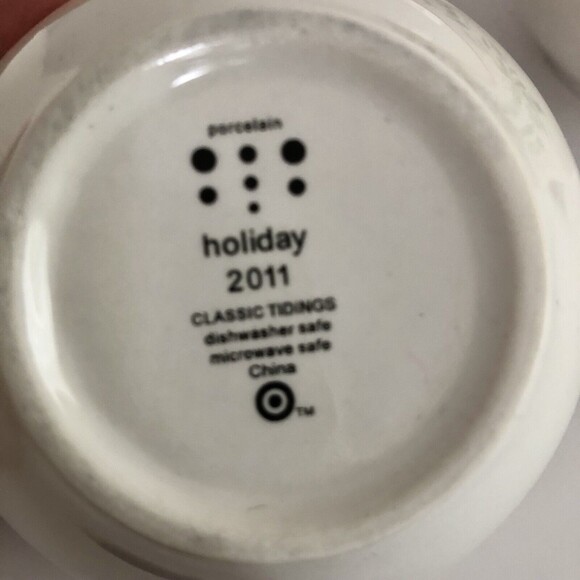 porcelain
holiday
2011
CLASSIC TIDINGS
dishwasher safe
microwave safe
China
TM